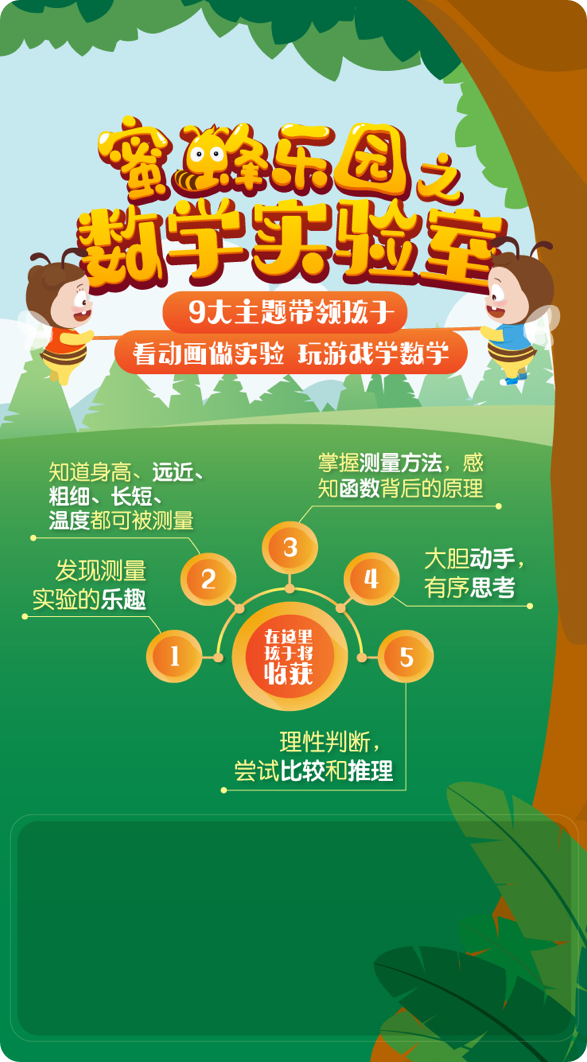 蜜蜂乐园之
数学实验室
9大主题带领孩子
看动画做实验 玩游戏学数学
知道身高、远近、
粗细、长短、
温度都可被测量
掌握测量方法，感
知函数背后的原理
发现测量
实验的乐趣
大胆动手，
有序思考
1
2
3
4
5
在这里
孩子将
收获
理性判断，
尝试比较和推理